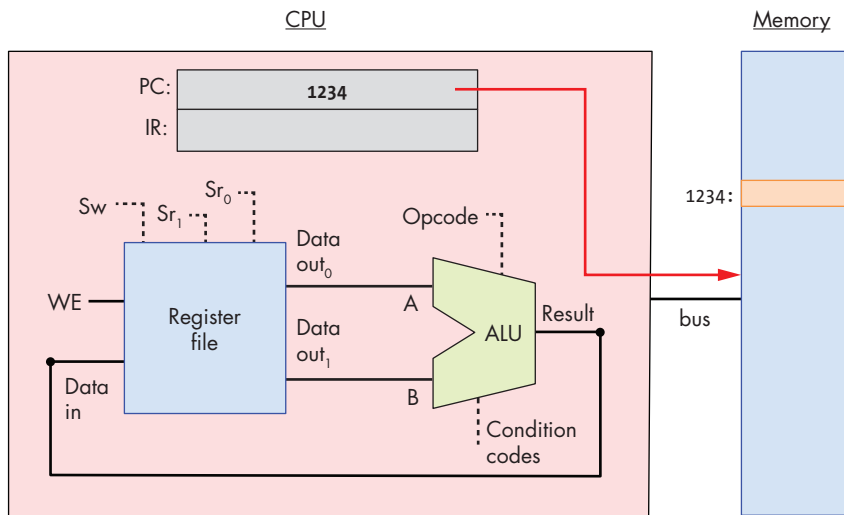 CPU
Memory
PC:
1234
IR:
1234:
Sw
Sr1
Sr0
Opcode
Data
out0
WE
A
Register
file
Data
out1
ALU
Result
bus
Data
in
B
Condition
codes